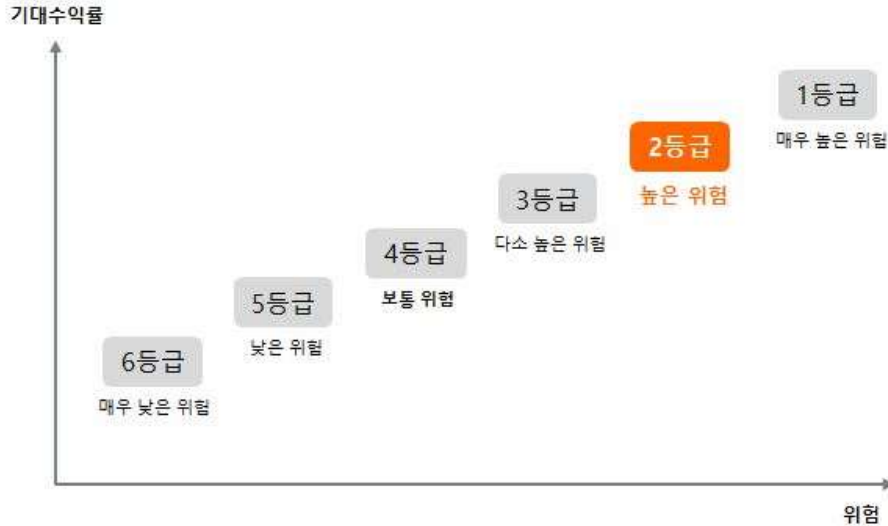 기대수익률
1등급
매우 높은 위험
2등급
높은 위험
3등급
다소 높은 위험
4등급
보통 위험
5등급
낮은 위험
6등급
매우 낮은 위험
위험